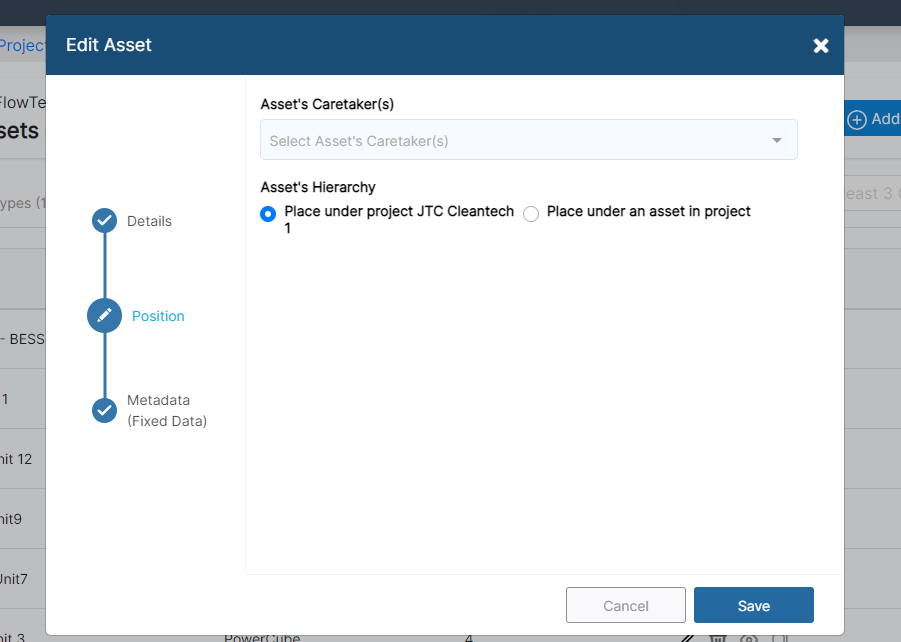 Edit Asset
Project
FlowTe
sets
Add
ypes (1
east 3
Asset's Caretaker(s)
Select Asset's Caretaker(s)
Asset's Hierarchy
Place under project JTC Cleantech
1
Place under an asset in project
Details
Position
Metadata
(Fixed Data)
- BESS
1
nit 12
nit9
Unit7
nit 3
PowerCube
4
Cancel
Save